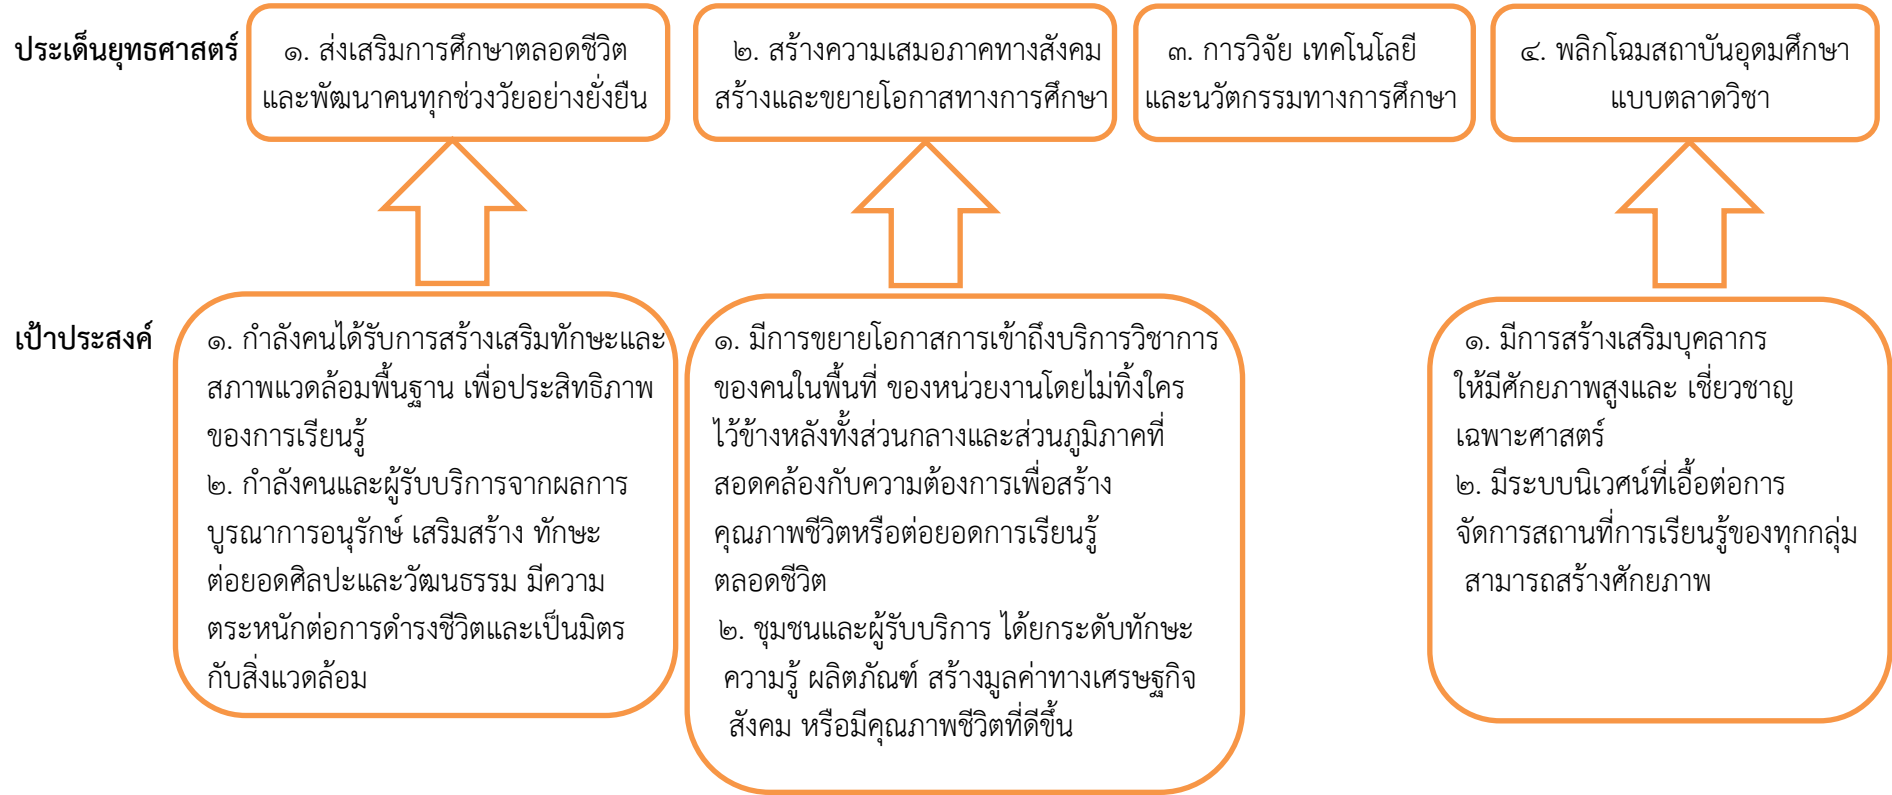 ประเด็นยุทธศาสตร์
๑. ส่งเสริมการศึกษาตลอดชีวิต
และพัฒนาคนทุกช่วงวัยอย่างยั่งยืน
๒. สร้างความเสมอภาคทางสังคม
สร้างและขยายโอกาสทางการศึกษา
๓. การวิจัย เทคโนโลยี
และนวัตกรรมทางการศึกษา
๔. พลิกโฉมสถาบันอุดมศึกษา
แบบตลาดวิชา
เป้าประสงค์
๑. กำลังคนได้รับการสร้างเสริมทักษะและ
สภาพแวดล้อมพื้นฐาน เพื่อประสิทธิภาพ
ของการเรียนรู้
๒. กำลังคนและผู้รับบริการจากผลการ
บูรณาการอนุรักษ์ เสริมสร้าง ทักษะ
ต่อยอดศิลปะและวัฒนธรรม มีความ
ตระหนักต่อการดำรงชีวิตและเป็นมิตร
กับสิ่งแวดล้อม
๑. มีการขยายโอกาสการเข้าถึงบริการวิชาการ
ของคนในพื้นที่ ของหน่วยงานโดยไม่ทิ้งใคร
ไว้ข้างหลังทั้งส่วนกลางและส่วนภูมิภาคที่
สอดคล้องกับความต้องการเพื่อสร้าง
คุณภาพชีวิตหรือต่อยอดการเรียนรู้
ตลอดชีวิต
๒. ชุมชนและผู้รับบริการ ได้ยกระดับทักษะ
ความรู้ ผลิตภัณฑ์ สร้างมูลค่าทางเศรษฐกิจ
สังคม หรือมีคุณภาพชีวิตที่ดีขึ้น
๑. มีการสร้างเสริมบุคลากร
ให้มีศักยภาพสูงและ เชี่ยวชาญ
เฉพาะศาสตร์
๒. มีระบบนิเวศน์ที่เอื้อต่อการ
จัดการสถานที่การเรียนรู้ของทุกกลุ่ม
สามารถสร้างศักยภาพ